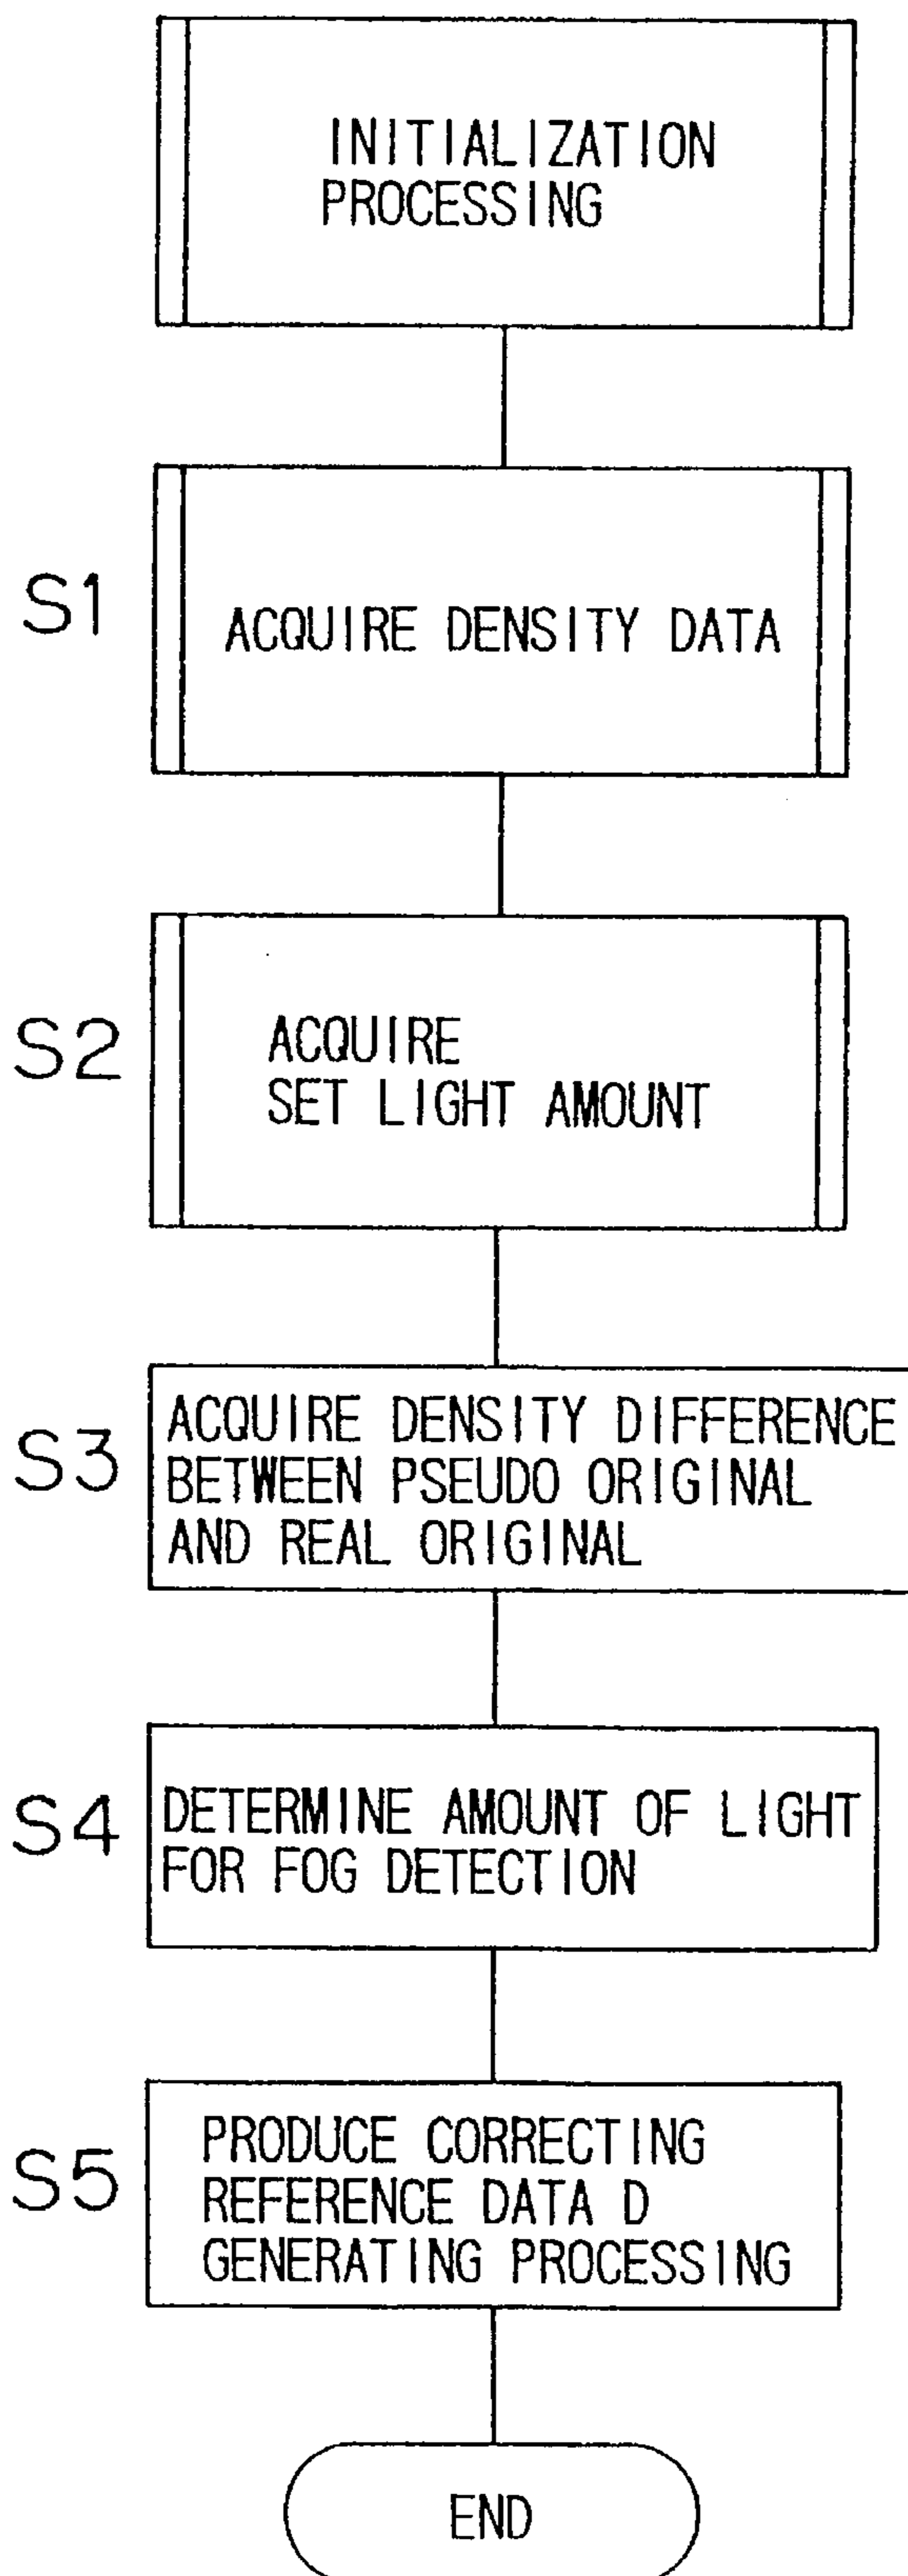 INITIALIZATION
PROCESSING
S1
ACQUIRE DENSITY DATA
S2
ACQUIRE
SET LIGHT AMOUNT
S3
ACQUIRE DENSITY DIFFERENCE
BETWEEN PSEUDO ORIGINAL
AND REAL ORIGINAL
S4
DETERMINE AMOUNT OF LIGHT
FOR FOG DETECTION
S5
PRODUCE CORRECTING
REFERENCE DATA D
GENERATING PROCESSING
END